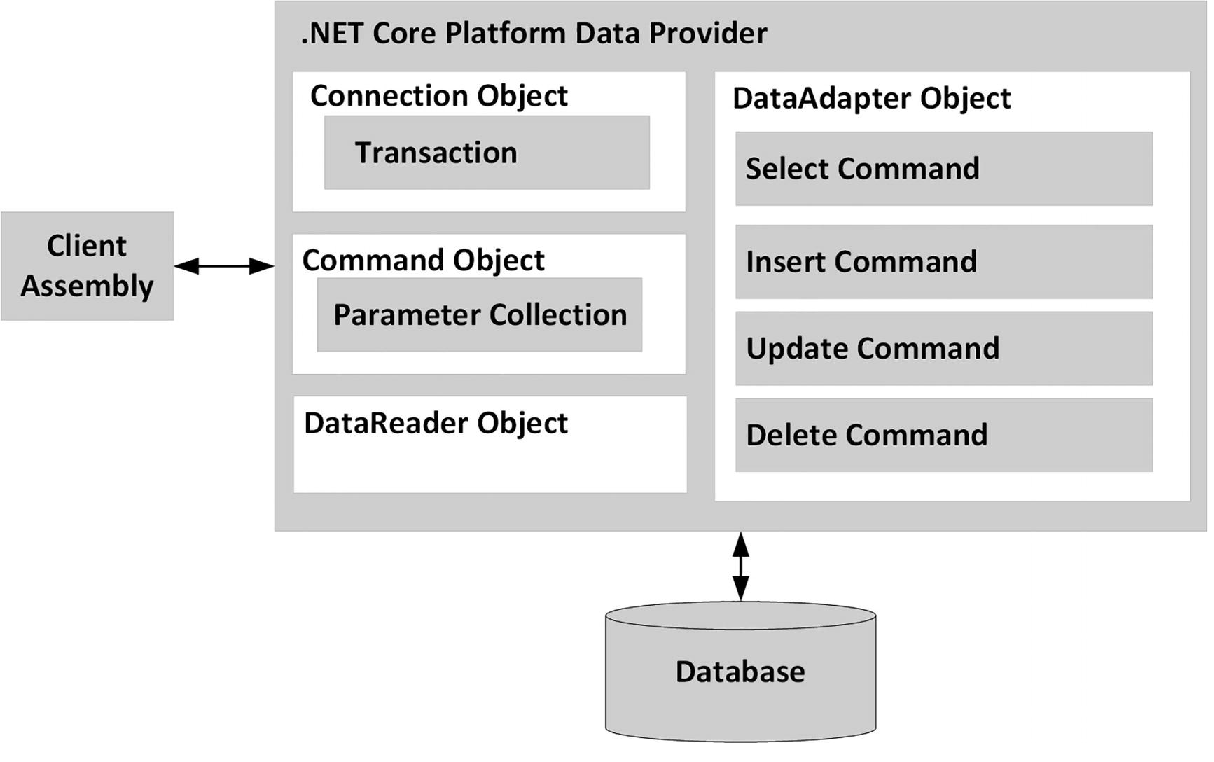 .NET Core Platform Data Provider
Connection Object
Transaction
Command Object
Parameter Collection
DataReader Object
DataAdapter Object
Select Command
Insert Command
Update Command
Delete Command
Client
Assembly
Database